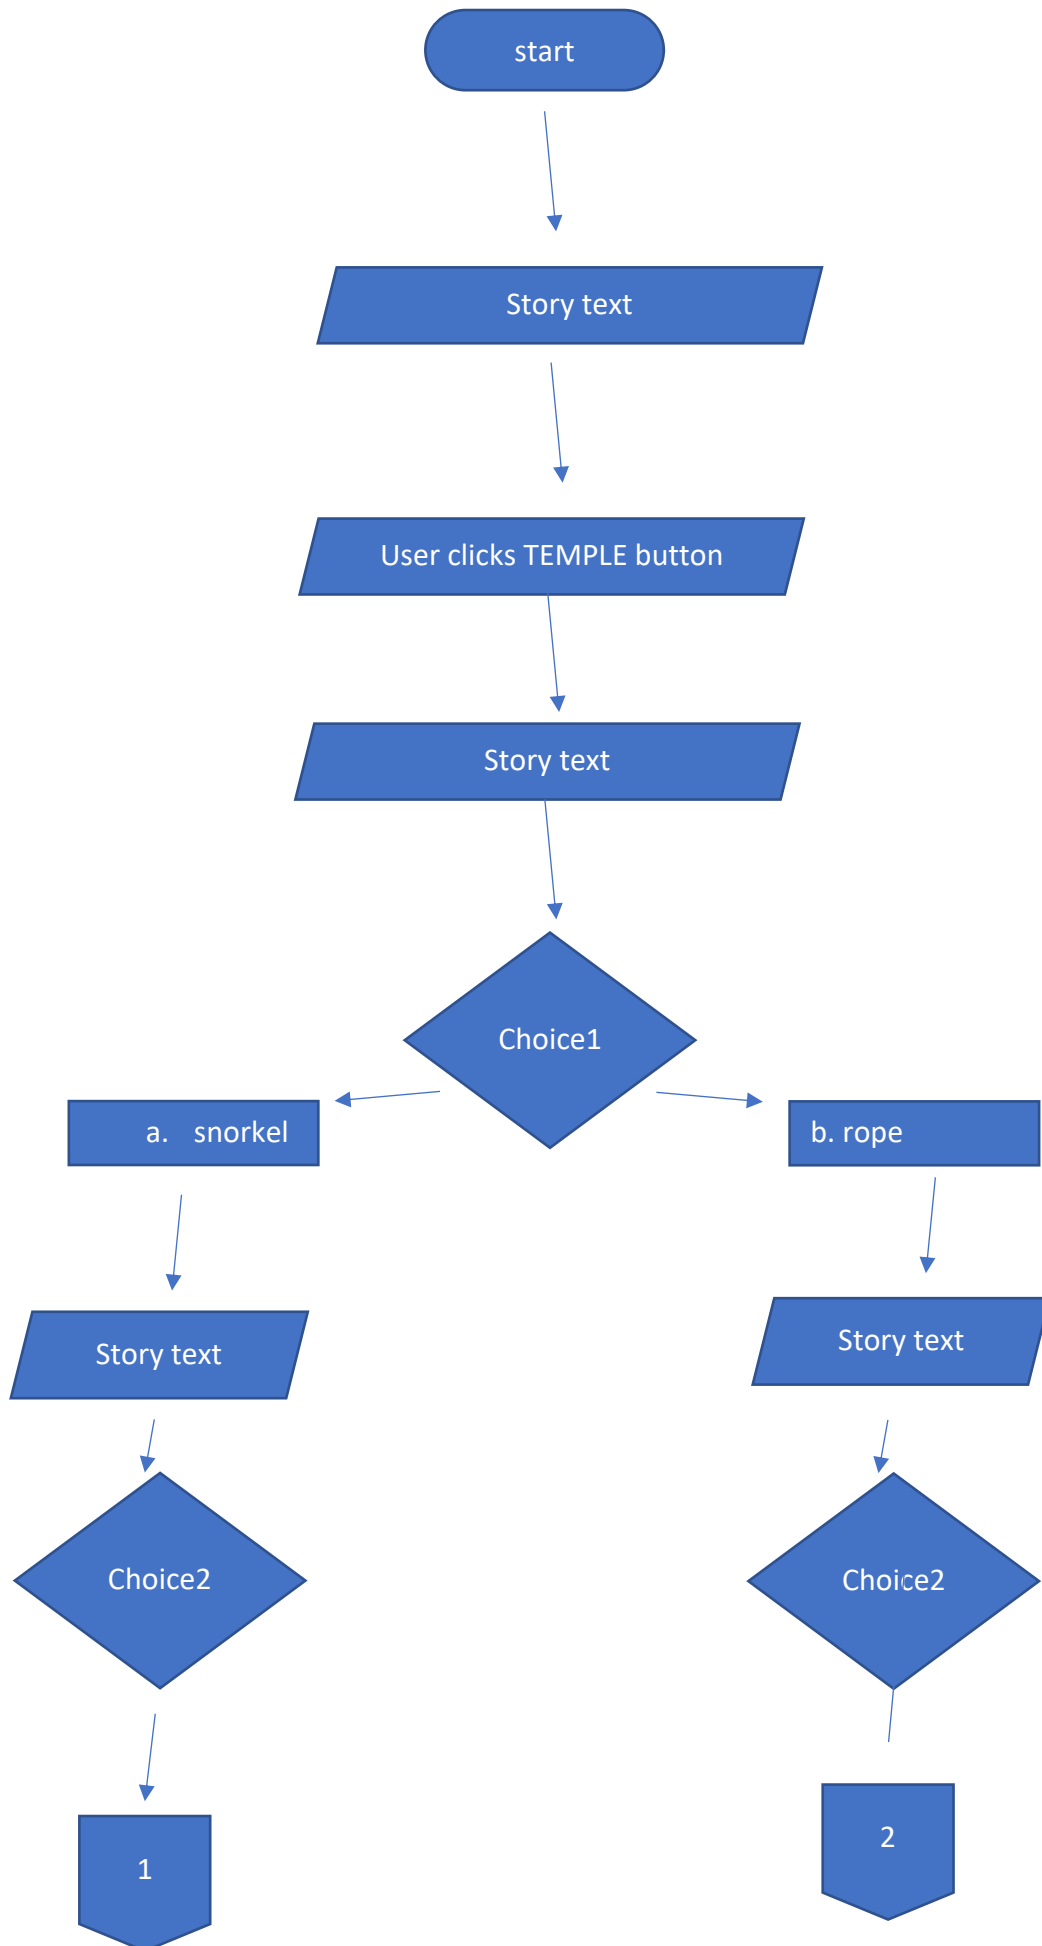 start
Story text
User clicks TEMPLE button
Story text
Choice1
a. snorkel
b. rope
Story text
Story text
Choice2
Choice2
1
2